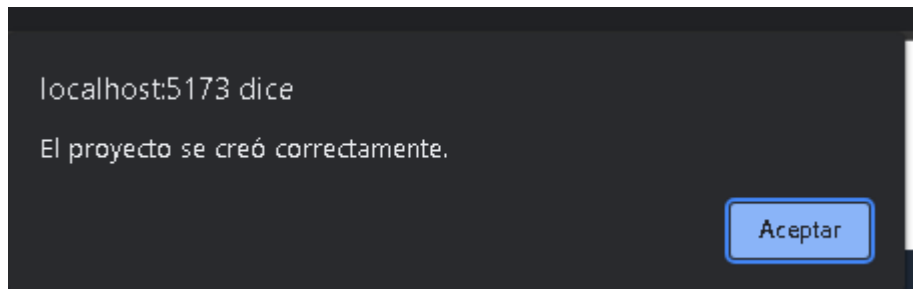 localhost:5173 dice
El proyecto se creó correctamente.
Aceptar